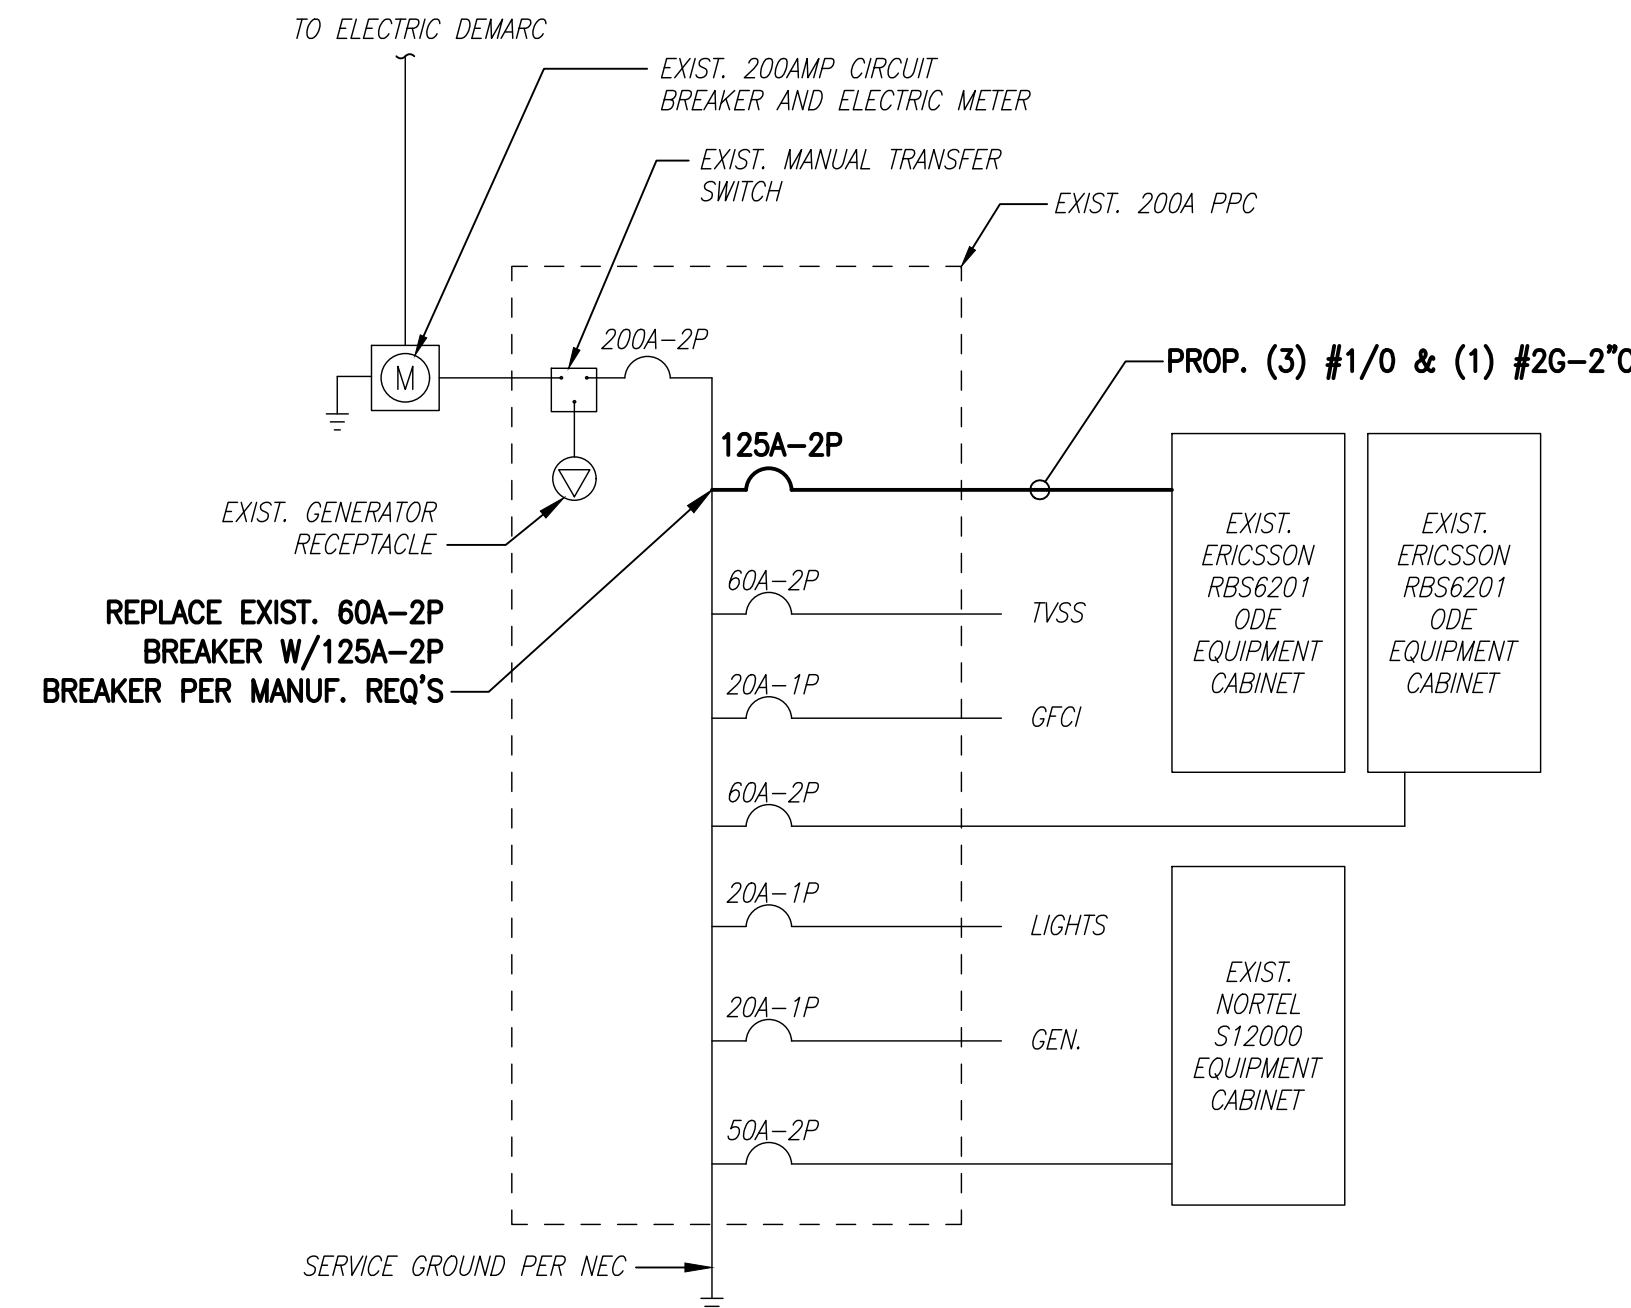 TO ELECTRIC DEMARC
EXIST. 200AMP CIRCUIT
BREAKER AND ELECTRIC METER
EXIST. MANUAL TRANSFER
SWITCH
EXIST. 200A PPC
200A-2P
M
PROP. (3) #1/0 & (1) #2G-2"C
125A-2P
EXIST. GENERATOR
RECEPTACLE
REPLACE EXIST. 60A-2P
BREAKER W/125A-2P
BREAKER PER MANUF. REQ'S
EXIST.
ERICSSON
RBS6201
ODE
EQUIPMENT
CABINET
EXIST.
ERICSSON
RBS6201
ODE
EQUIPMENT
CABINET
60A-2P
TVSS
20A-1P
GFCI
60A-2P
20A-1P
LIGHTS
20A-1P
GEN.
50A-2P
EXIST.
NORTEL
S12000
EQUIPMENT
CABINET
SERVICE GROUND PER NEC